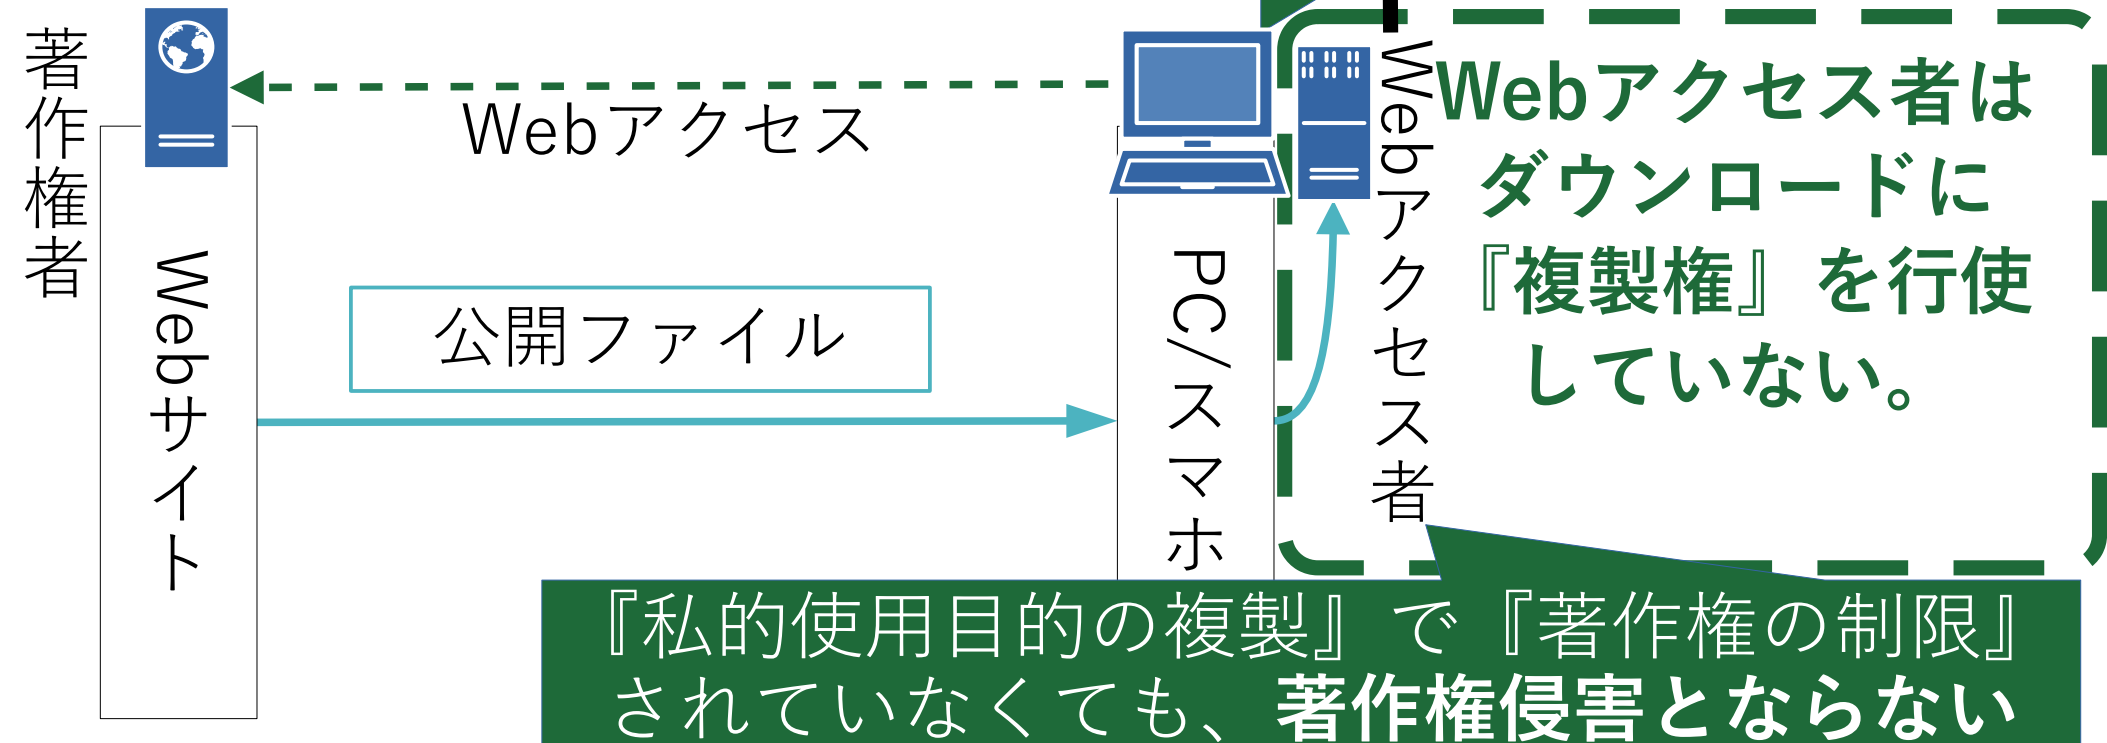 著作権者
Webサイト
Webアクセス
公開ファイル
PC/スマホ
Webアクセス者
Webアクセス者は
ダウンロードに
『複製権』を行使
していない。
『私的使用目的の複製』で『著作権の制限』
されていなくても、著作権侵害とならない